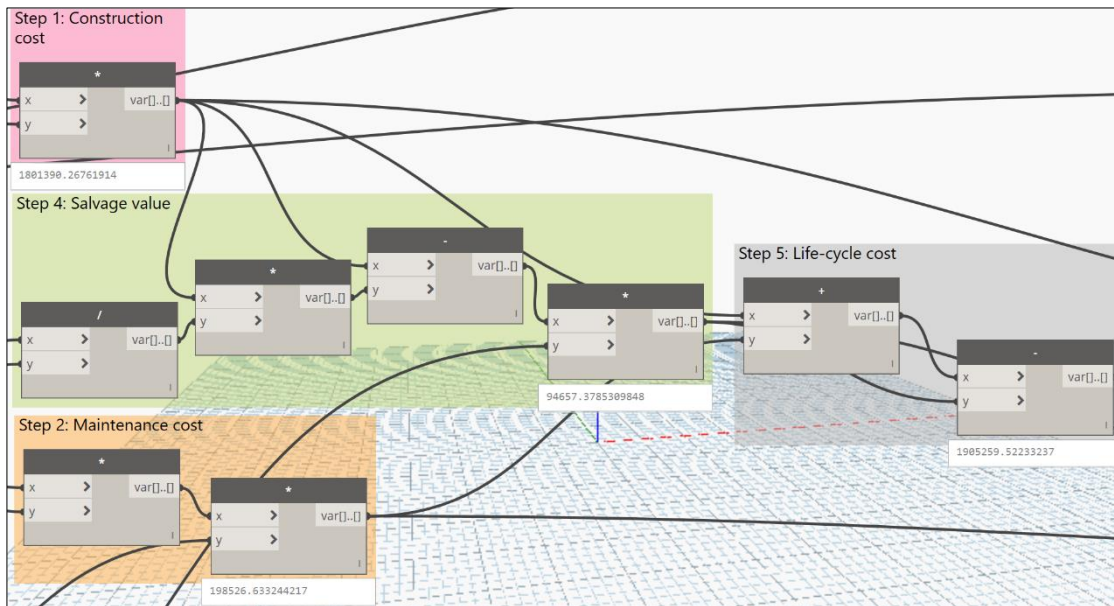 Step 1: Construction
cost
*
x > var[]..[]
y >
l
1801390.26761914
Step 4: Salvage value
-
x > var[]..[]
y >
l
*
x > var[]..[]
y >
l
/
x > var[]..[]
y >
l
*
x > var[]..[]
y >
l
94657.3785309848
Step 5: Life-cycle cost
+
x > var[]..[]
y >
l
-
x > var[]..[]
y >
l
1905259.52233237
Step 2: Maintenance cost
*
x > var[]..[]
y >
l
*
x > var[]..[]
y >
l
198526.633244217